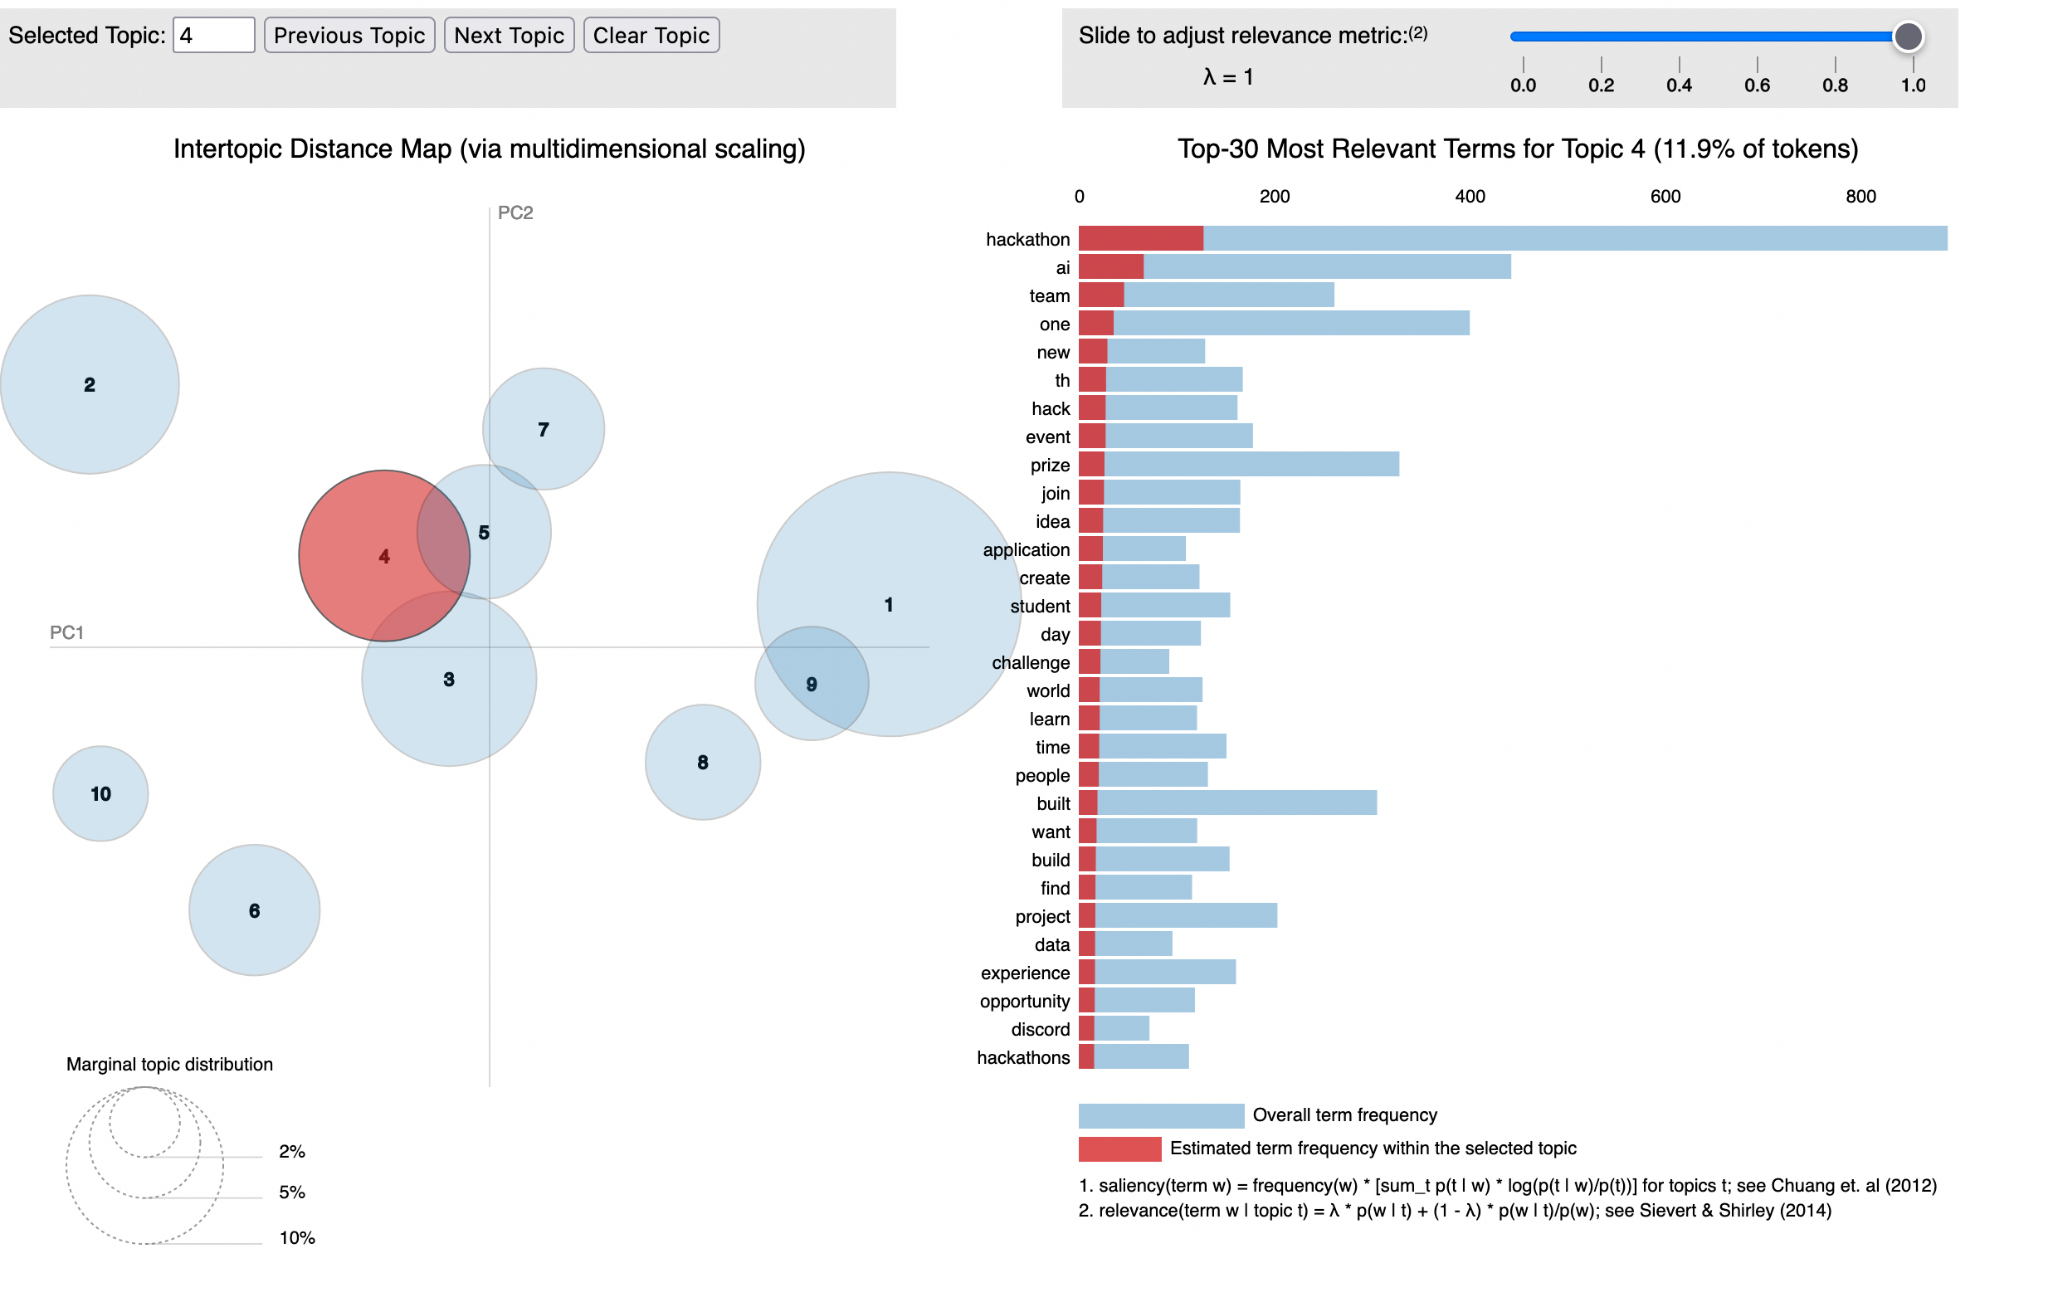 Selected Topic: 4 Previous Topic Next Topic Clear Topic
Slide to adjust relevance metric:(2)
λ = 1
0.0 0.2 0.4 0.6 0.8 1.0
Intertopic Distance Map (via multidimensional scaling)
PC2
PC1
2
7
5
4
1
3
9
8
10
6
Marginal topic distribution
2%
5%
10%
Top-30 Most Relevant Terms for Topic 4 (11.9% of tokens)
0 200 400 600 800
hackathon
ai
team
one
new
th
hack
event
prize
join
idea
application
create
student
day
challenge
world
learn
time
people
built
want
build
find
project
data
experience
opportunity
discord
hackathons
Overall term frequency
Estimated term frequency within the selected topic
1. saliency(term w) = frequency(w) * [sum_t p(t | w) * log(p(t | w)/p(t))] for topics t; see Chuang et. al (2012)
2. relevance(term w | topic t) = λ * p(w | t) + (1 - λ) * p(w | t)/p(w); see Sievert & Shirley (2014)